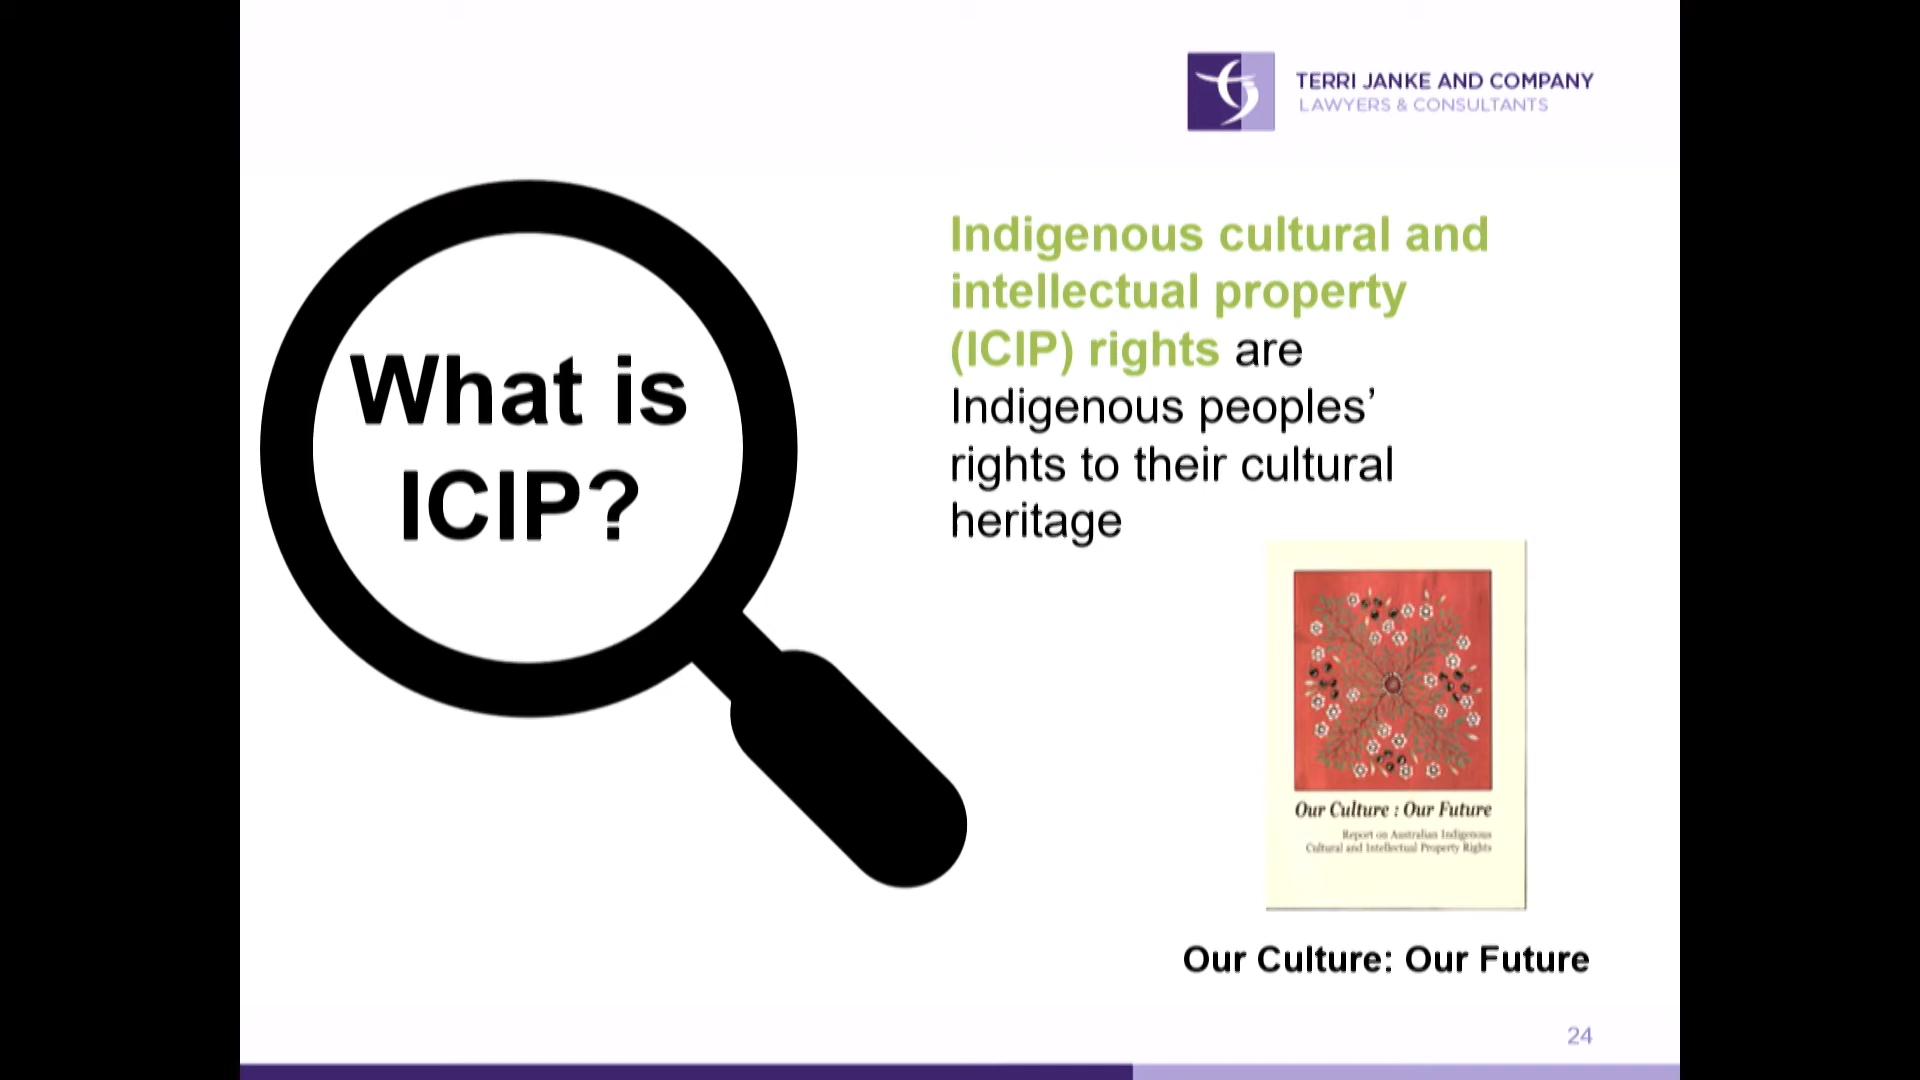 TERRI JANKE AND COMPANY
LAWYERS & CONSULTANTS
What is
ICIP?
Indigenous cultural and
intellectual property
(ICIP) rights are
Indigenous peoples’
rights to their cultural
heritage
Our Culture : Our Future
Report on Australian Indigenous
Cultural and Intellectual Property Rights
Our Culture: Our Future
24